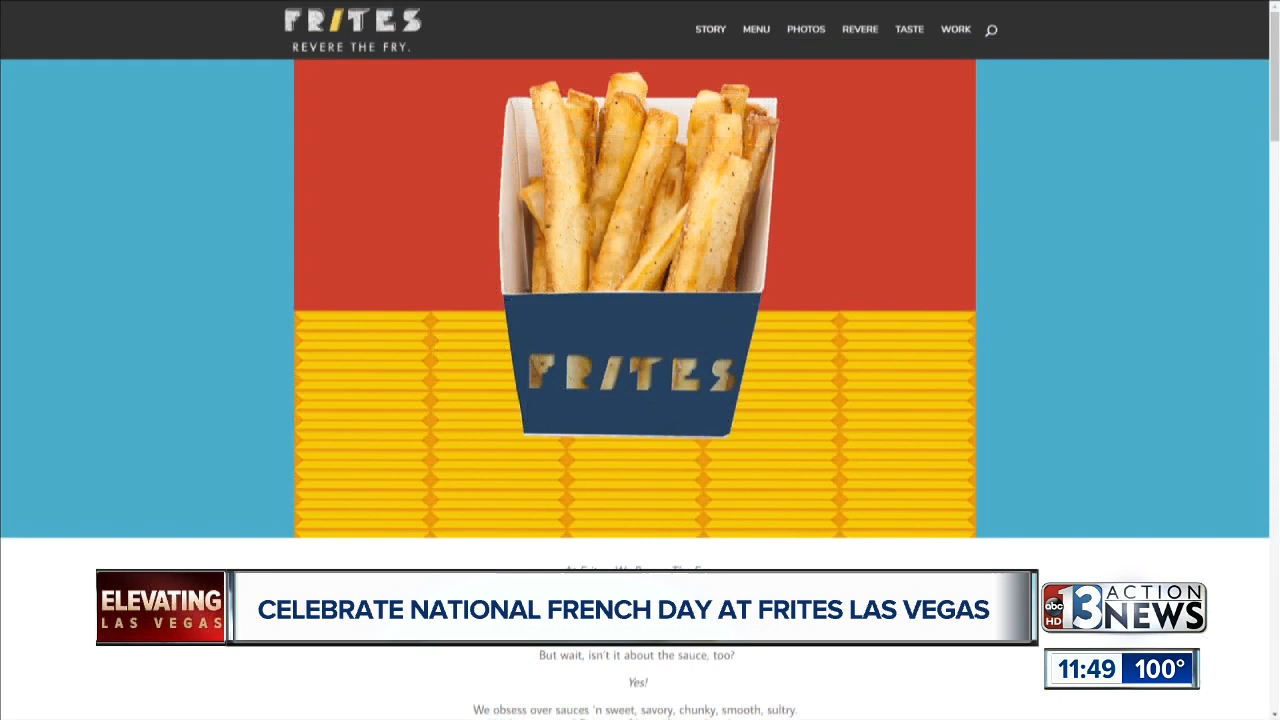 FRITES
REVERE THE FRY.
STORY MENU PHOTOS REVERE TASTE WORK
FRITES
ELEVATING
LAS VEGAS
CELEBRATE NATIONAL FRENCH DAY AT FRITES LAS VEGAS
abc
HD
13
ACTION
NEWS
But wait, isn't it about the sauce, too?
11:49 100°
Yes!
We obsess over sauces 'n sweet, savory, chunky, smooth, sultry.